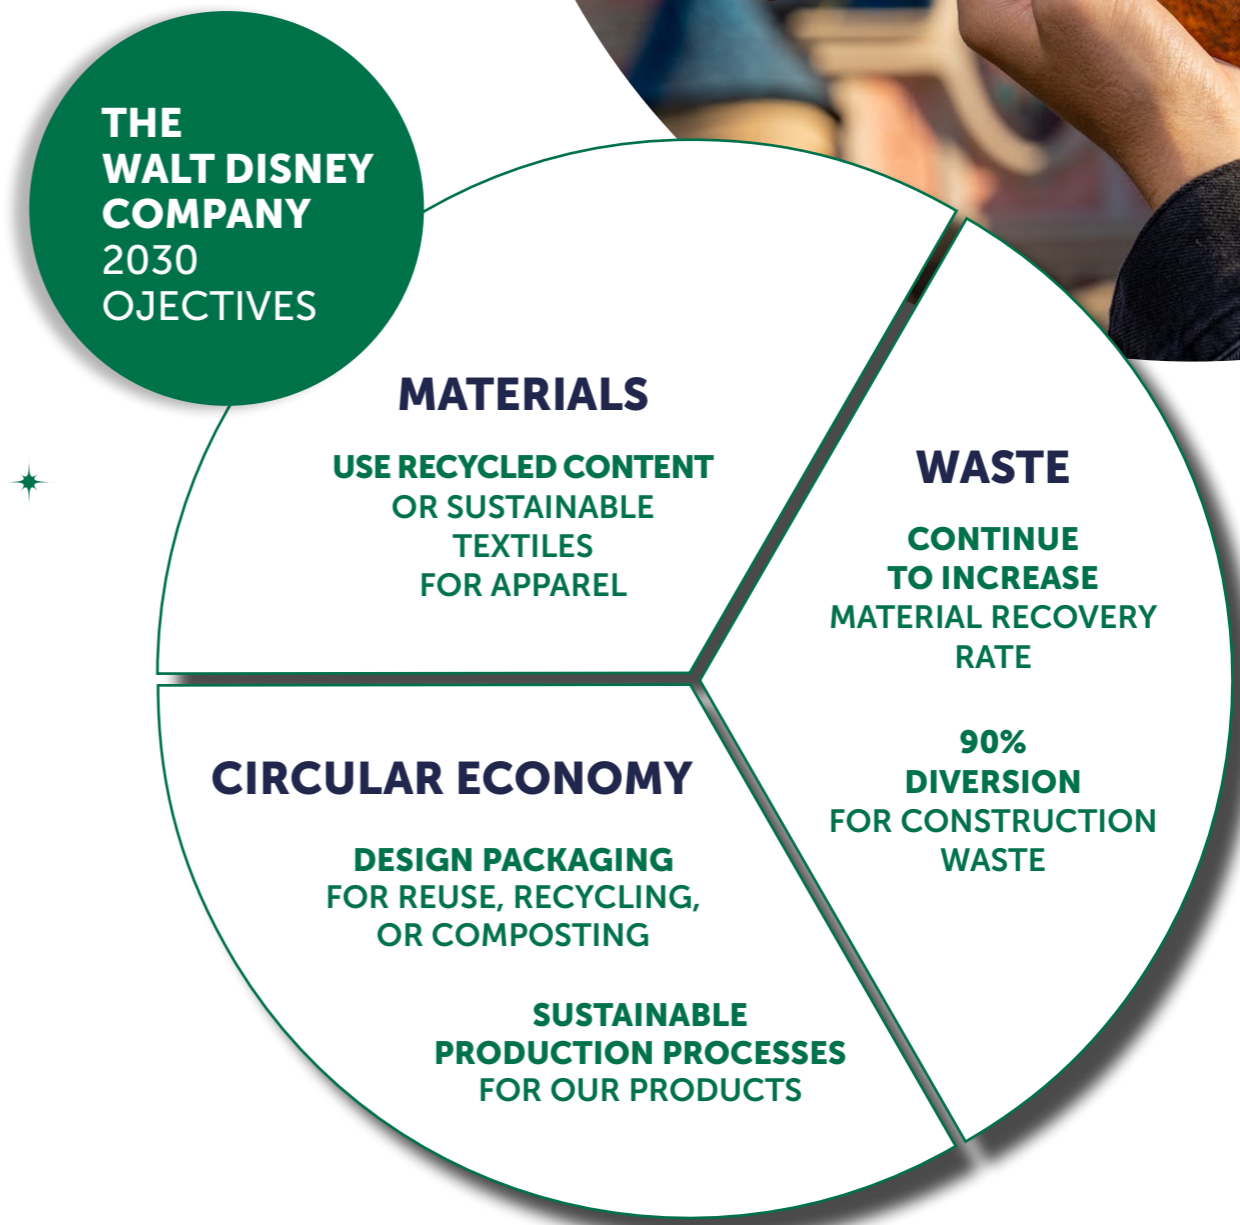 THE
WALT DISNEY
COMPANY
2030
OJECTIVES
MATERIALS
USE RECYCLED CONTENT
OR SUSTAINABLE
TEXTILES
FOR APPAREL
WASTE
CONTINUE
TO INCREASE
MATERIAL RECOVERY
RATE
90%
DIVERSION
FOR CONSTRUCTION
WASTE
CIRCULAR ECONOMY
DESIGN PACKAGING
FOR REUSE, RECYCLING,
OR COMPOSTING
SUSTAINABLE
PRODUCTION PROCESSES
FOR OUR PRODUCTS